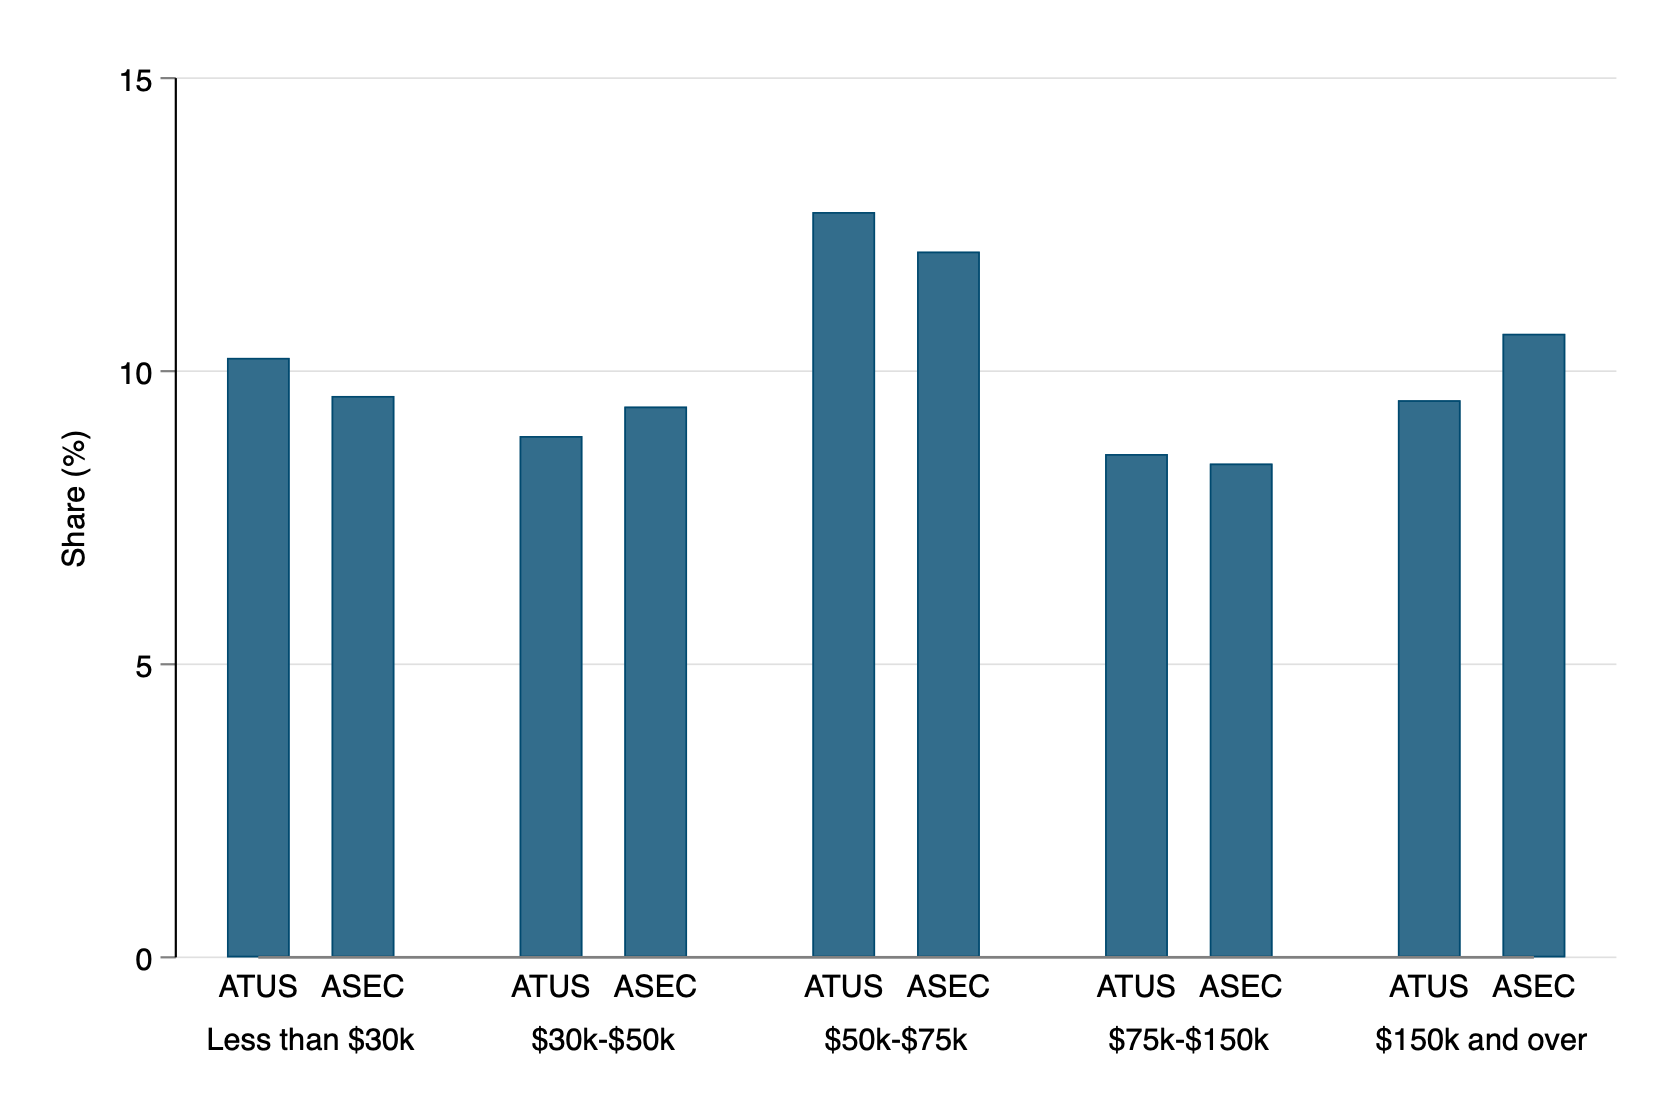 15
10
5
0
Share (%)
ATUS ASEC ATUS ASEC ATUS ASEC ATUS ASEC ATUS ASEC
Less than $30k $30k-$50k $50k-$75k $75k-$150k $150k and over